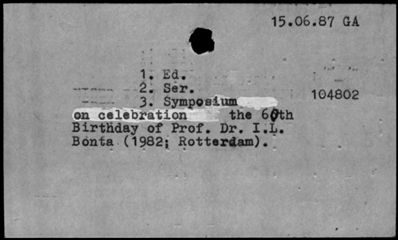 15.06.87 GA
1. Ed.
2. Ser.
3. Symposium 104802
on celebration the 60th
Birthday of Prof. Dr. I.L.
Bonta (1982; Rotterdam).